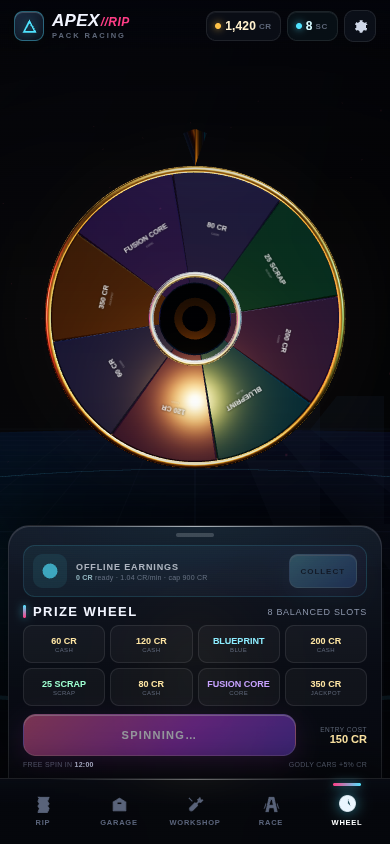 APEX//RIP
PACK RACING
1,420 CR
8 SC
80 CR
FUSION CORE
25 SCRAP
350 CR
200 CR
60 CR
BLUEPRINT
120 CR
OFFLINE EARNINGS
0 CR ready · 1.04 CR/min · cap 900 CR
COLLECT
PRIZE WHEEL
8 BALANCED SLOTS
60 CR
CASH
120 CR
CASH
BLUEPRINT
BLUE
200 CR
CASH
25 SCRAP
SCRAP
80 CR
CASH
FUSION CORE
CORE
350 CR
JACKPOT
SPINNING…
ENTRY COST
150 CR
FREE SPIN IN 12:00
GODLY CARS +5% CR
RIP
GARAGE
WORKSHOP
RACE
WHEEL